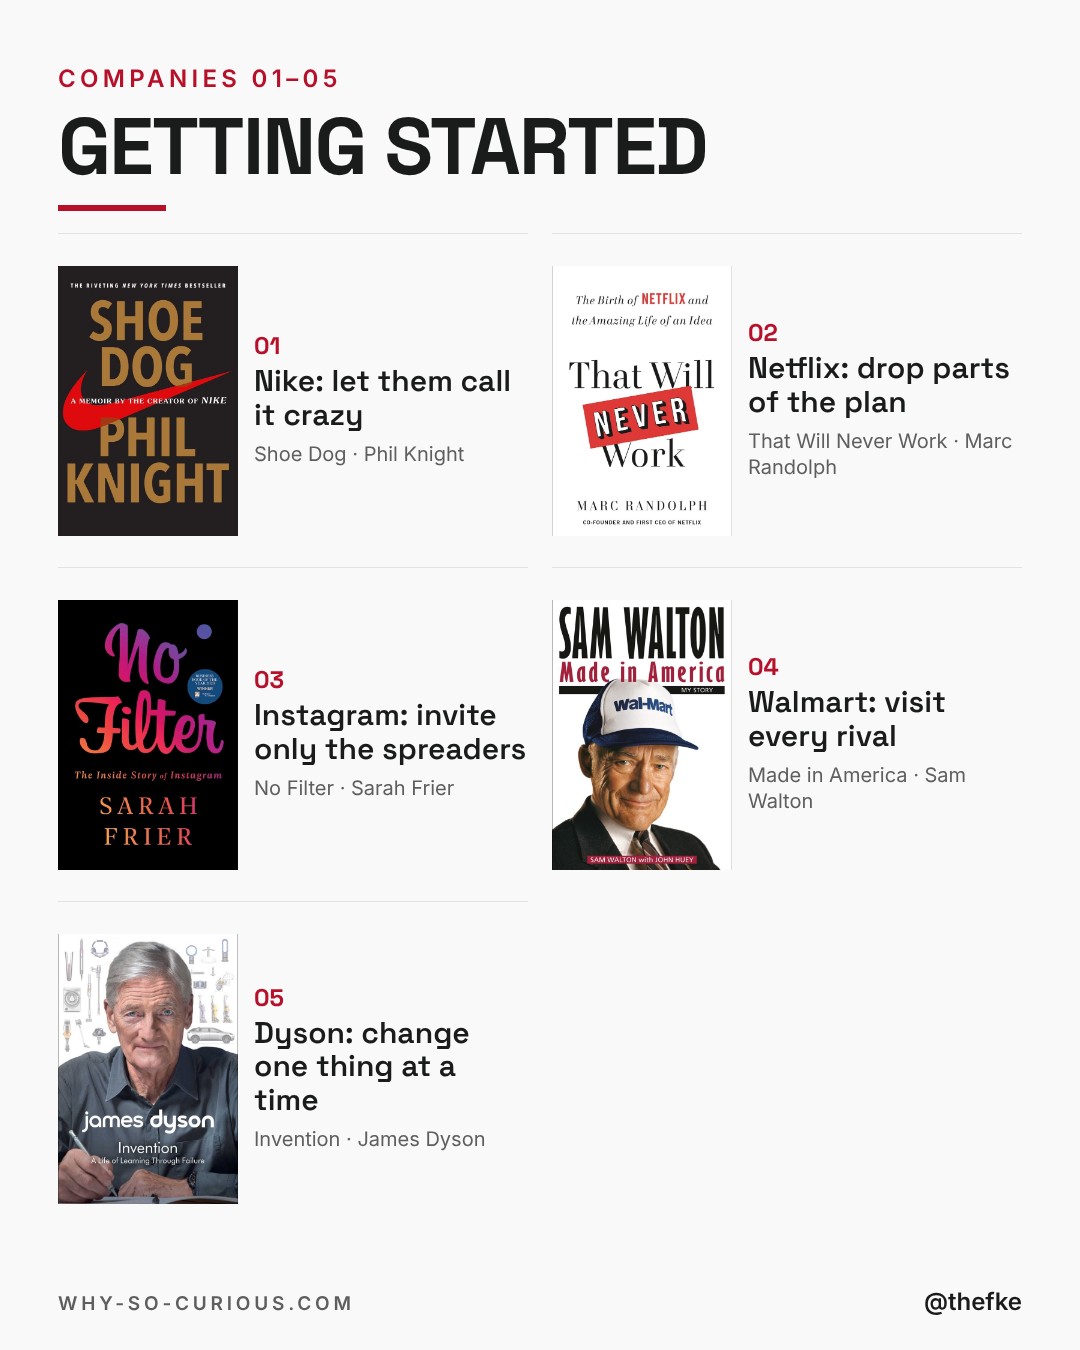 COMPANIES 01–05
GETTING STARTED
THE RIVETING NEW YORK TIMES BESTSELLER
SHOE
DOG
A MEMOIR BY THE CREATOR OF NIKE
PHIL
KNIGHT
01
Nike: let them call
it crazy
Shoe Dog · Phil Knight
The Birth of NETFLIX and
the Amazing Life of an Idea
That Will
NEVER
Work
MARC RANDOLPH
CO-FOUNDER AND FIRST CEO OF NETFLIX
02
Netflix: drop parts
of the plan
That Will Never Work · Marc
Randolph
No
Filter
BUSINESS
BOOK OF THE
YEAR 2020
WINNER
The Inside Story of Instagram
SARAH
FRIER
03
Instagram: invite
only the spreaders
No Filter · Sarah Frier
SAM WALTON
Made in America
MY STORY
Wal-Mart
SAM WALTON with JOHN HUEY
04
Walmart: visit
every rival
Made in America · Sam
Walton
james dyson
Invention
A Life of Learning Through Failure
05
Dyson: change
one thing at a
time
Invention · James Dyson
WHY-SO-CURIOUS.COM
@thefke